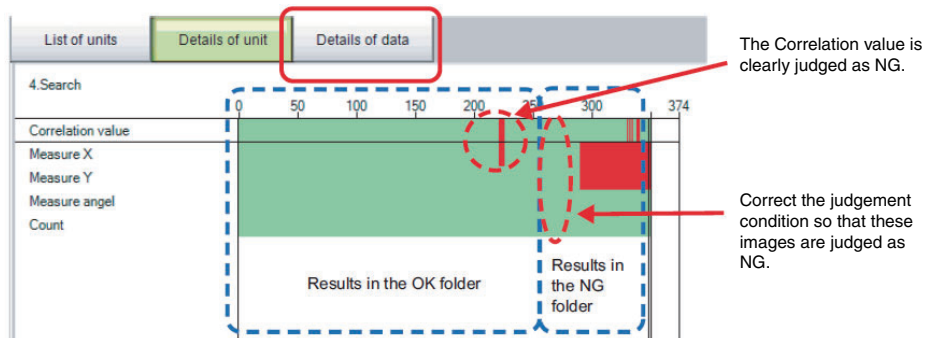 List of units
Details of unit
Details of data
The Correlation value is
clearly judged as NG.
4.Search
0 50 100 150 200 25 300 374
Correlation value
Measure X
Measure Y
Measure angel
Count
Correct the judgement
condition so that these
images are judged as
NG.
Results in the OK folder
Results in
the NG
folder